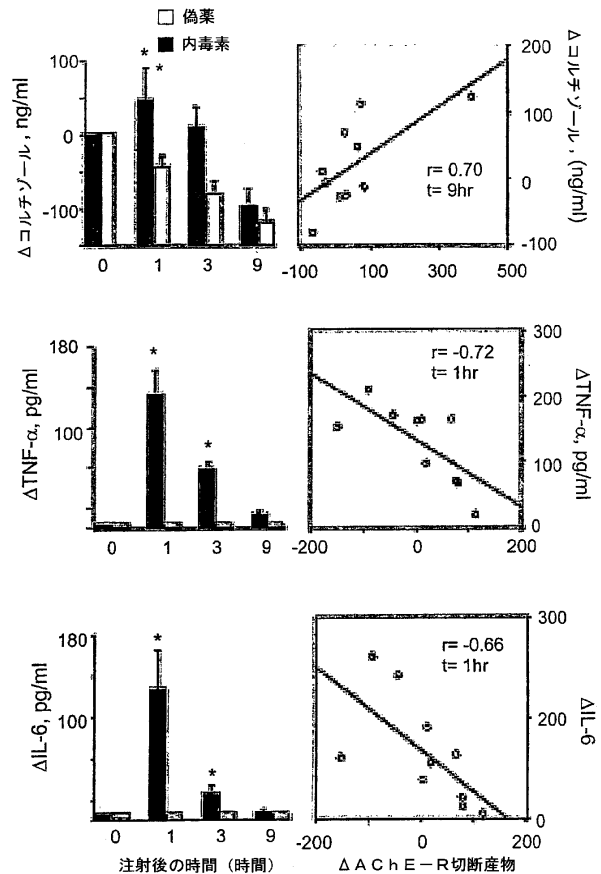 偽薬
内毒素
Δコルチゾール, ng/ml
100
0
-100
0 1 3 9
* *
r= 0.70
t= 9hr
200
100
0
-100
-100 100 300 500
Δコルチゾール, (ng/ml)
ΔTNF-α, pg/ml
180
100
0 1 3 9
* *
r= -0.72
t= 1hr
300
200
100
0
-200 0 200
ΔTNF-α, pg/ml
ΔIL-6, pg/ml
180
100
0 1 3 9
* *
注射後の時間 (時間)
r= -0.66
t= 1hr
300
200
0
-200 0 200
ΔIL-6
ΔAChE-R切断産物